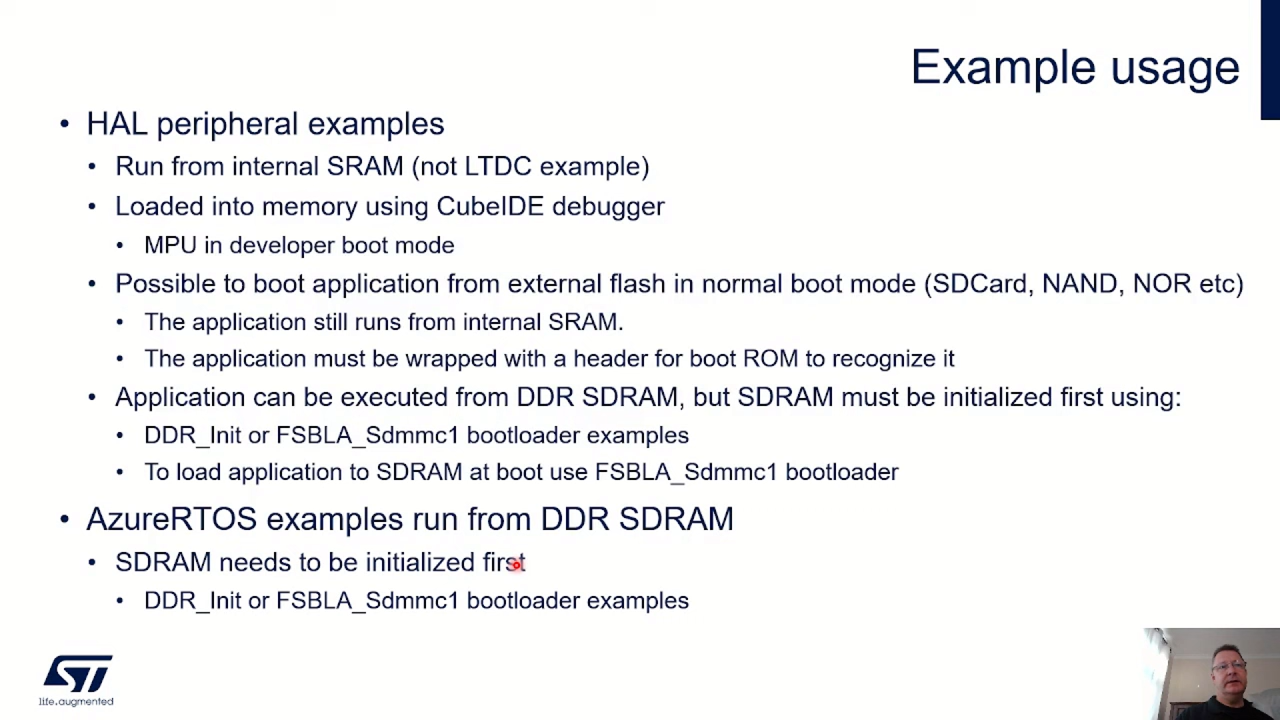 Example usage
• HAL peripheral examples
• Run from internal SRAM (not LTDC example)
• Loaded into memory using CubeIDE debugger
• MPU in developer boot mode
• Possible to boot application from external flash in normal boot mode (SDCard, NAND, NOR etc)
• The application still runs from internal SRAM.
• The application must be wrapped with a header for boot ROM to recognize it
• Application can be executed from DDR SDRAM, but SDRAM must be initialized first using:
• DDR_Init or FSBLA_Sdmmc1 bootloader examples
• To load application to SDRAM at boot use FSBLA_Sdmmc1 bootloader
• AzureRTOS examples run from DDR SDRAM
• SDRAM needs to be initialized first
• DDR_Init or FSBLA_Sdmmc1 bootloader examples
ST
life.augmented